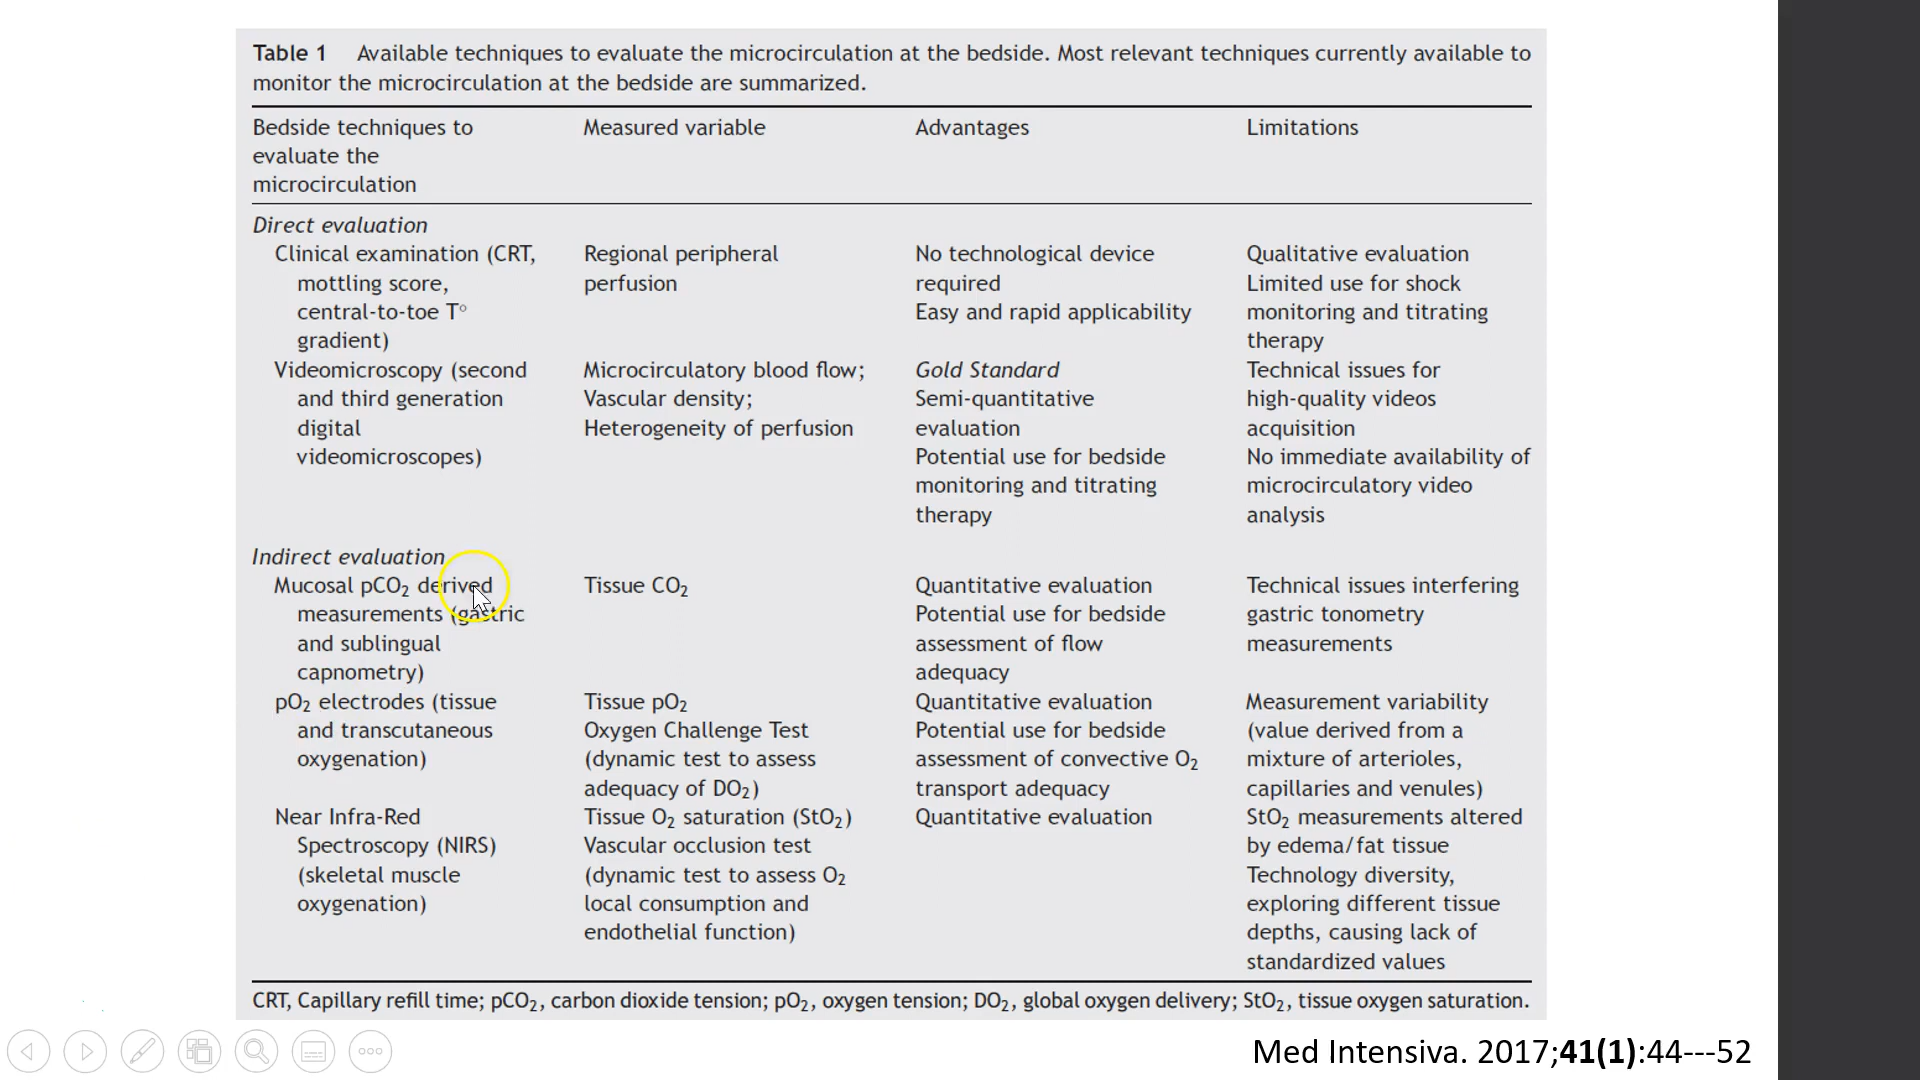 Table 1 Available techniques to evaluate the microcirculation at the bedside. Most relevant techniques currently available to
monitor the microcirculation at the bedside are summarized.
Bedside techniques to
evaluate the
microcirculation
Measured variable
Advantages
Limitations
Direct evaluation
Clinical examination (CRT,
mottling score,
central-to-toe T°
gradient)
Regional peripheral
perfusion
No technological device
required
Easy and rapid applicability
Qualitative evaluation
Limited use for shock
monitoring and titrating
therapy
Videomicroscopy (second
and third generation
digital
videomicroscopes)
Microcirculatory blood flow;
Vascular density;
Heterogeneity of perfusion
Gold Standard
Semi-quantitative
evaluation
Potential use for bedside
monitoring and titrating
therapy
Technical issues for
high-quality videos
acquisition
No immediate availability of
microcirculatory video
analysis
Indirect evaluation
Mucosal pCO₂ derived
measurements (gastric
and sublingual
capnometry)
Tissue CO₂
Quantitative evaluation
Potential use for bedside
assessment of flow
adequacy
Technical issues interfering
gastric tonometry
measurements
pO₂ electrodes (tissue
and transcutaneous
oxygenation)
Tissue pO₂
Oxygen Challenge Test
(dynamic test to assess
adequacy of DO₂)
Quantitative evaluation
Potential use for bedside
assessment of convective O₂
transport adequacy
Measurement variability
(value derived from a
mixture of arterioles,
capillaries and venules)
Near Infra-Red
Spectroscopy (NIRS)
(skeletal muscle
oxygenation)
Tissue O₂ saturation (StO₂)
Vascular occlusion test
(dynamic test to assess O₂
local consumption and
endothelial function)
Quantitative evaluation
StO₂ measurements altered
by edema/fat tissue
Technology diversity,
exploring different tissue
depths, causing lack of
standardized values
CRT, Capillary refill time; pCO₂, carbon dioxide tension; pO₂, oxygen tension; DO₂, global oxygen delivery; StO₂, tissue oxygen saturation.
Med Intensiva. 2017;41(1):44---52